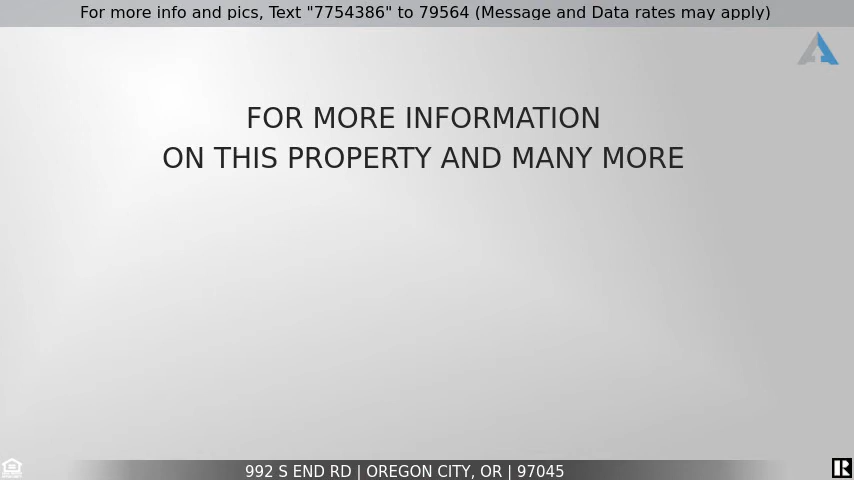 For more info and pics, Text "7754386" to 79564 (Message and Data rates may apply)
FOR MORE INFORMATION
ON THIS PROPERTY AND MANY MORE
992 S END RD | OREGON CITY, OR | 97045